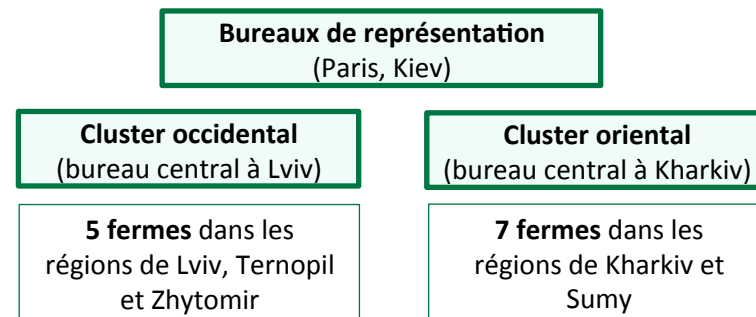 Bureaux de représentation
(Paris, Kiev)
Cluster occidental
(bureau central à Lviv)
Cluster oriental
(bureau central à Kharkiv)
5 fermes dans les
régions de Lviv, Ternopil
et Zhytomir
7 fermes dans les
régions de Kharkiv et
Sumy